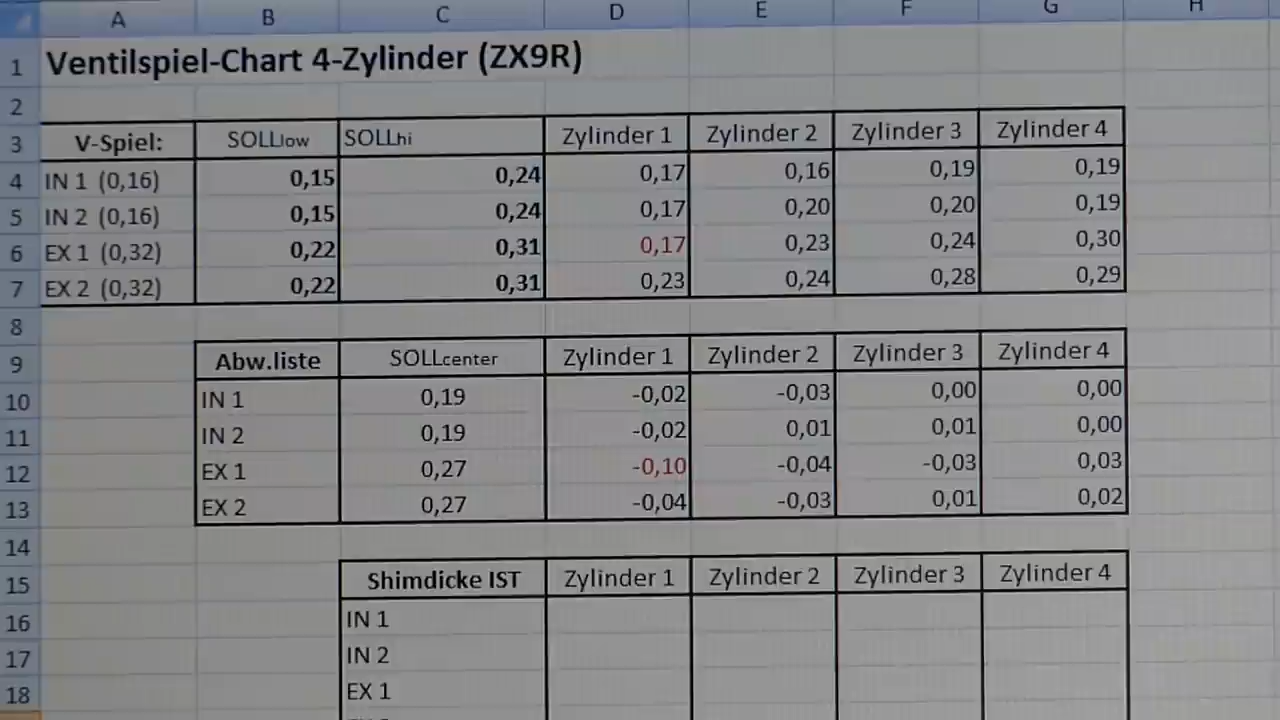 A B C D E F G H
1 Ventilspiel-Chart 4-Zylinder (ZX9R)
2
3 V-Spiel: SOLLlow SOLLhi Zylinder 1 Zylinder 2 Zylinder 3 Zylinder 4
4 IN 1 (0,16) 0,15 0,24 0,17 0,16 0,19 0,19
5 IN 2 (0,16) 0,15 0,24 0,17 0,20 0,20 0,19
6 EX 1 (0,32) 0,22 0,31 0,17 0,23 0,24 0,30
7 EX 2 (0,32) 0,22 0,31 0,23 0,24 0,28 0,29
8
9 Abw.liste SOLLcenter Zylinder 1 Zylinder 2 Zylinder 3 Zylinder 4
10 IN 1 0,19 -0,02 -0,03 0,00 0,00
11 IN 2 0,19 -0,02 0,01 0,01 0,00
12 EX 1 0,27 -0,10 -0,04 -0,03 0,03
13 EX 2 0,27 -0,04 -0,03 0,01 0,02
14
15 Shimdicke IST Zylinder 1 Zylinder 2 Zylinder 3 Zylinder 4
16 IN 1
17 IN 2
18 EX 1